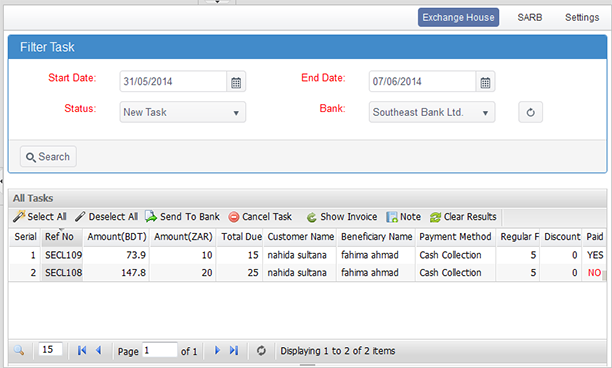 Exchange House SARB Settings
Filter Task
Start Date: 31/05/2014 End Date: 07/06/2014
Status: New Task Bank: Southeast Bank Ltd.
Search
All Tasks
Select All Deselect All Send To Bank Cancel Task Show Invoice Note Clear Results
Serial Ref No Amount(BDT) Amount(ZAR) Total Due Customer Name Beneficiary Name Payment Method Regular F Discount Paid
1 SECL109 73.9 10 15 nahida sultana fahima ahmad Cash Collection 5 0 YES
2 SECL108 147.8 20 25 nahida sultana fahima ahmad Cash Collection 5 0 NO
15 Page 1 of 1 Displaying 1 to 2 of 2 items